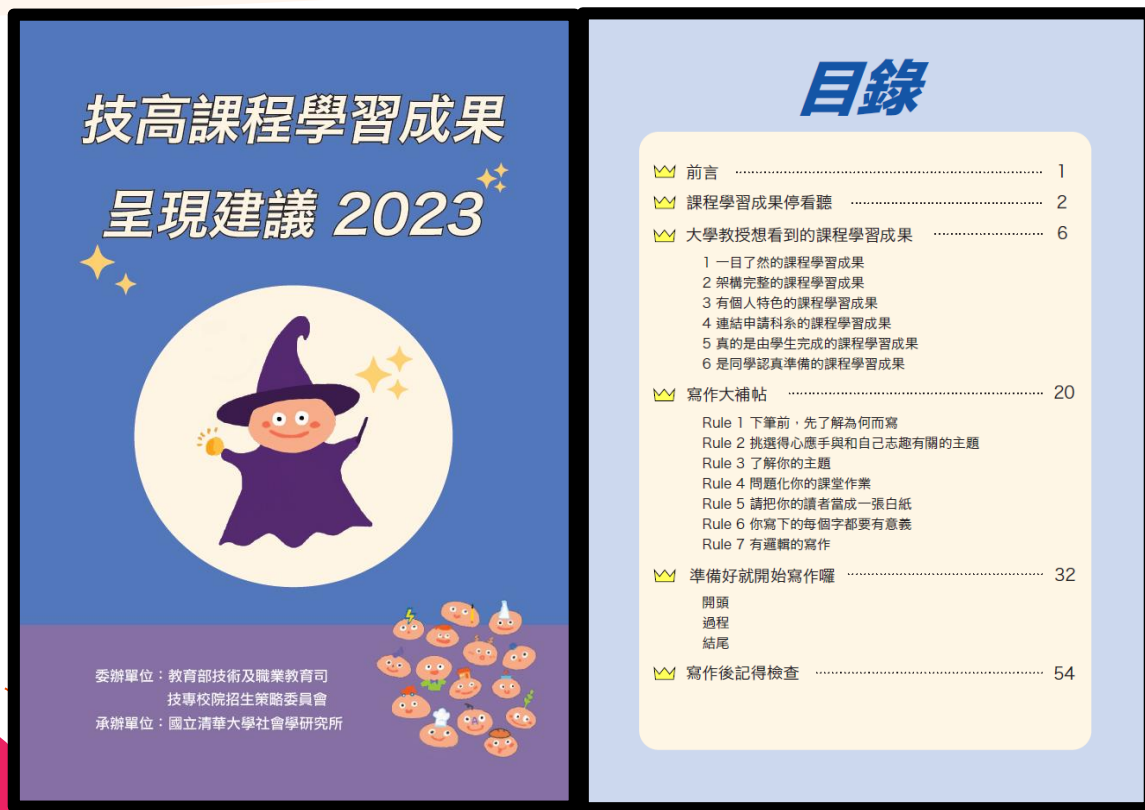 技高課程學習成果
呈現建議 2023
委辦單位：教育部技術及職業教育司
技專校院招生策略委員會
承辦單位：國立清華大學社會學研究所
目錄
前言 1
課程學習成果停看聽 2
大學教授想看到的課程學習成果 6
1 一目了然的課程學習成果
2 架構完整的課程學習成果
3 有個人特色的課程學習成果
4 連結申請科系的課程學習成果
5 真的是由學生完成的課程學習成果
6 是同學認真準備的課程學習成果
寫作大補帖 20
Rule 1 下筆前，先了解為何而寫
Rule 2 挑選得心應手與和自己志趣有關的主題
Rule 3 了解你的主題
Rule 4 問題化你的課堂作業
Rule 5 請把你的讀者當成一張白紙
Rule 6 你寫下的每個字都要有意義
Rule 7 有邏輯的寫作
準備好就開始寫作囉 32
開頭
過程
結尾
寫作後記得檢查 54